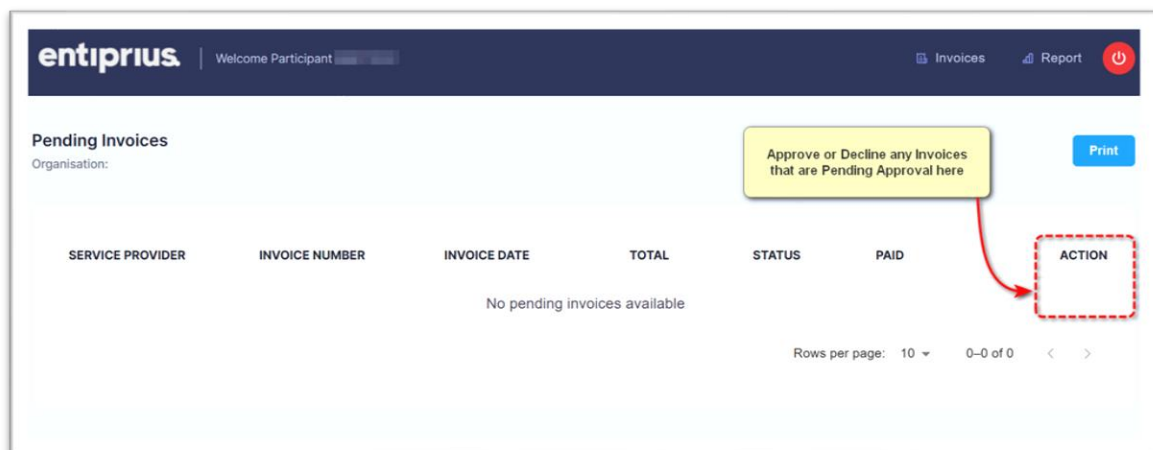 entiprius.
Welcome Participant
Invoices
Report
Pending Invoices
Organisation:
Approve or Decline any Invoices
that are Pending Approval here
Print
SERVICE PROVIDER INVOICE NUMBER INVOICE DATE TOTAL STATUS PAID ACTION
No pending invoices available
Rows per page: 10 0–0 of 0